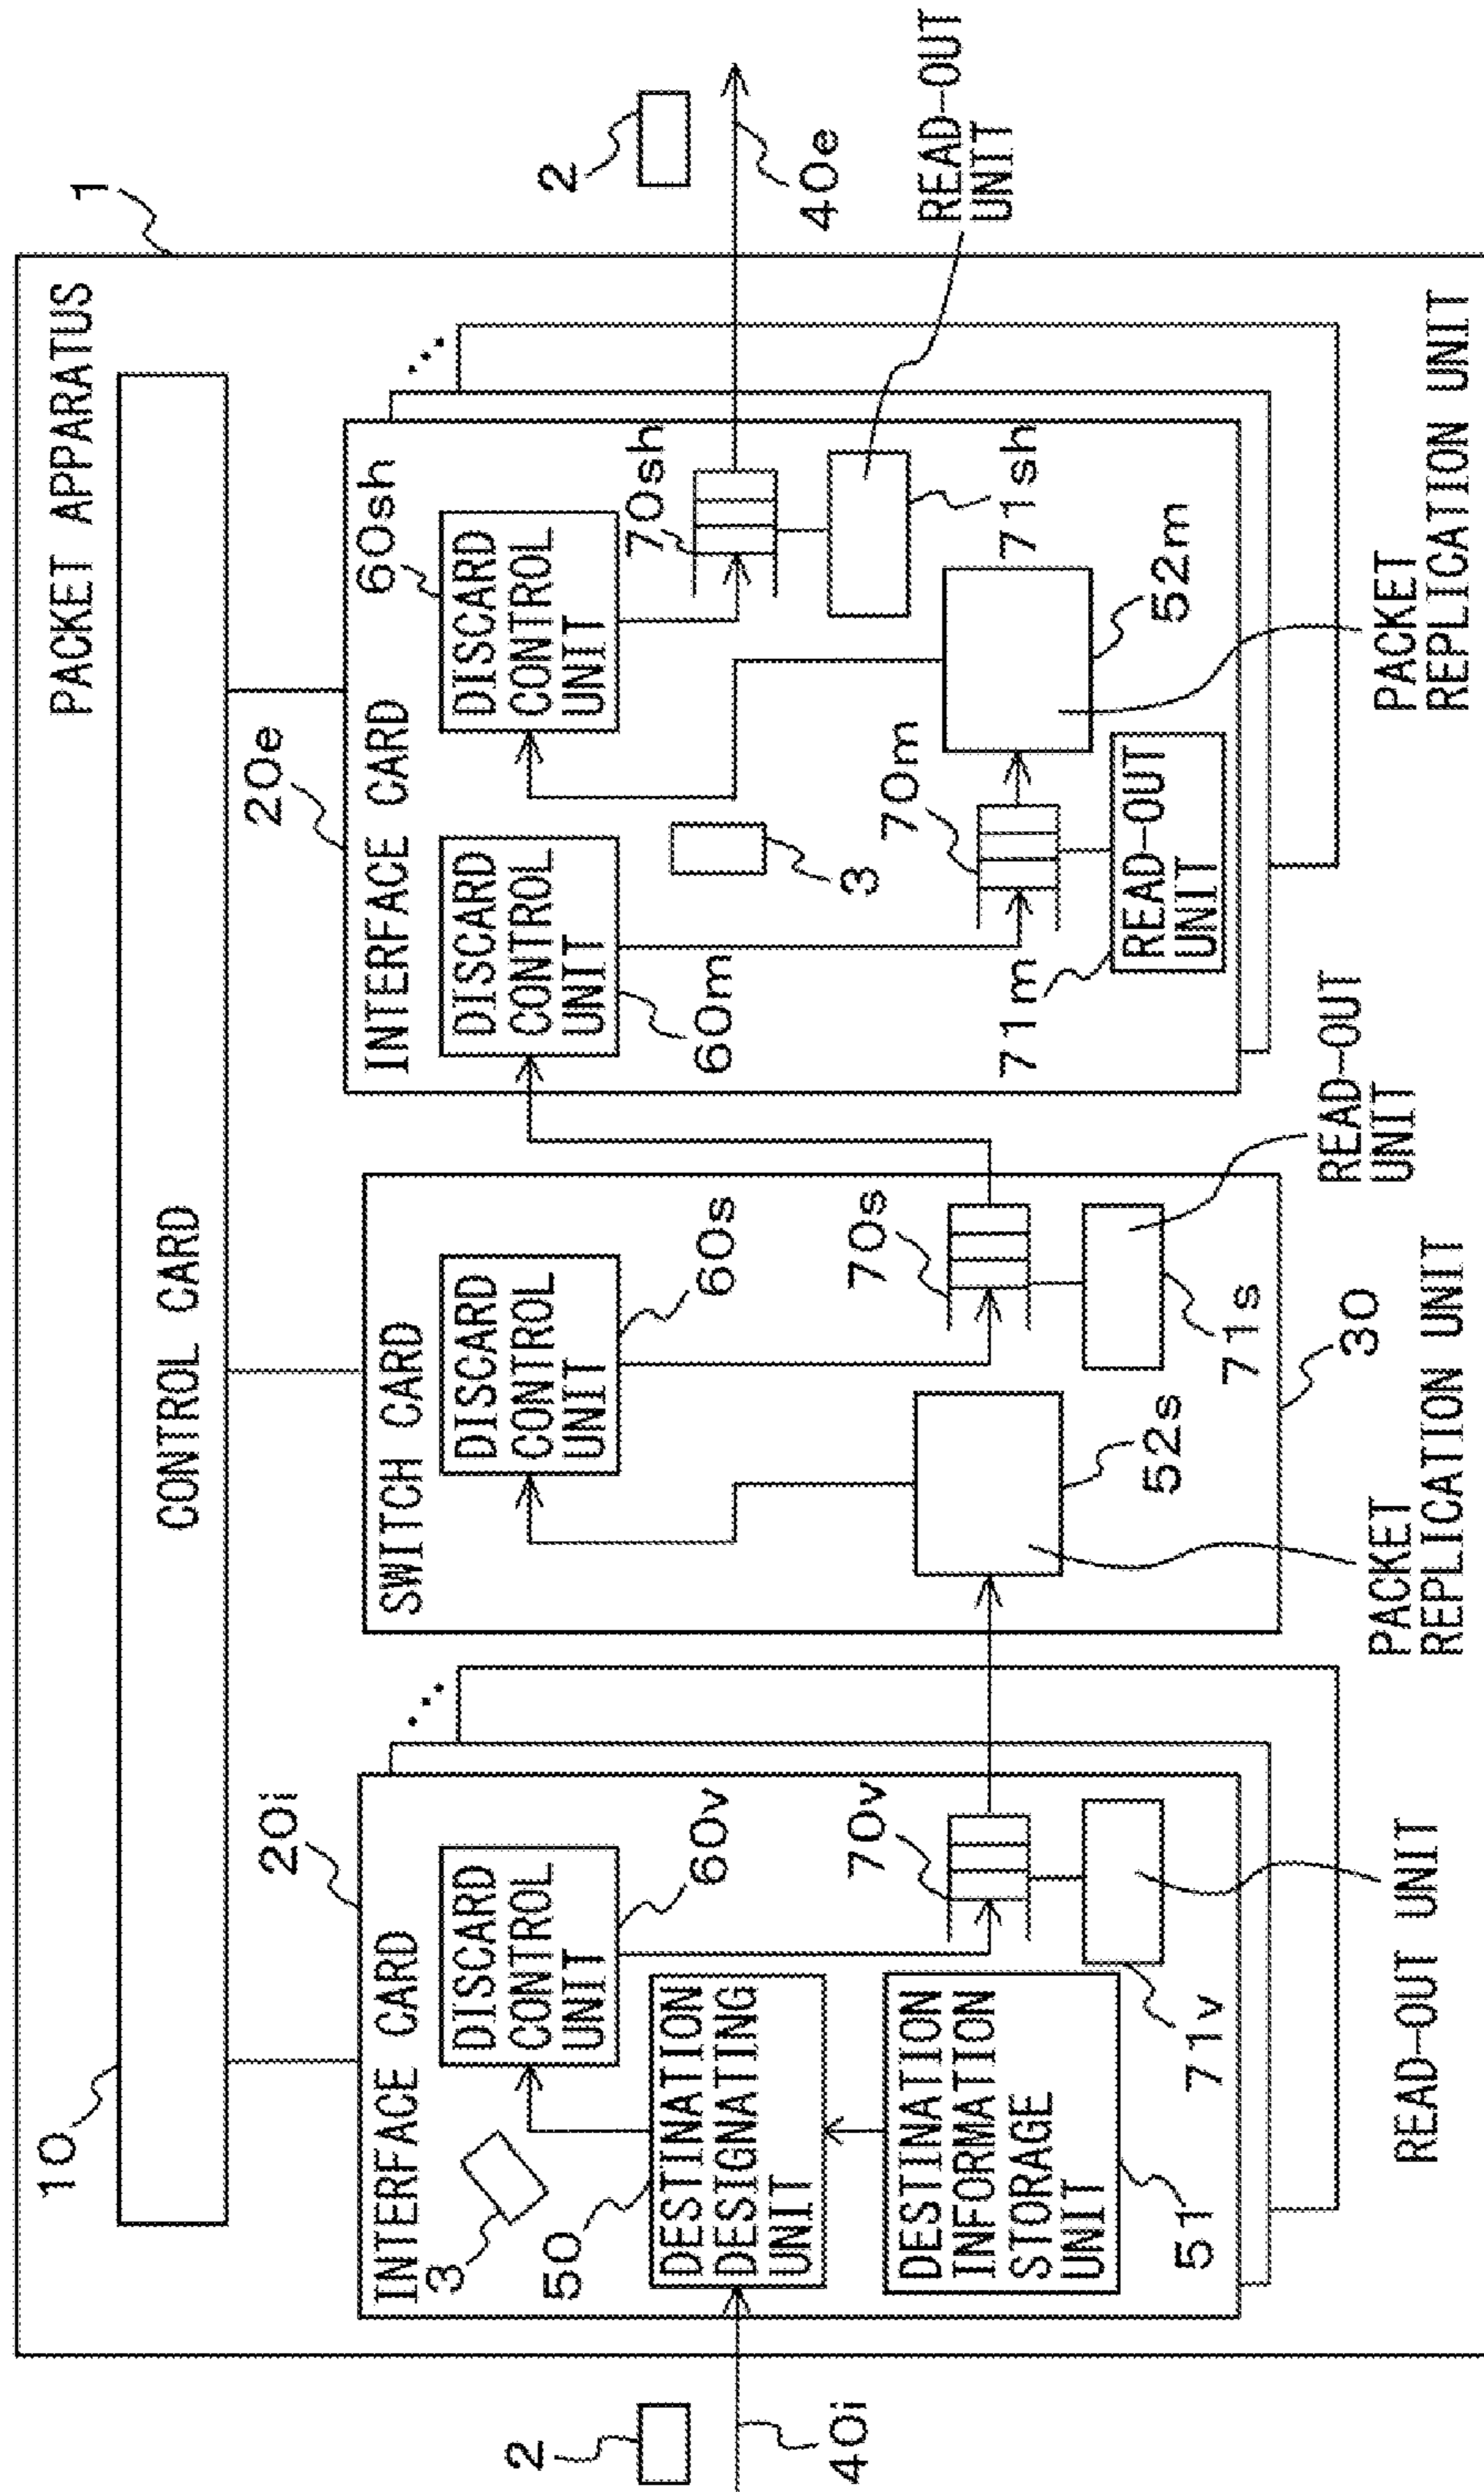 1
PACKET APPARATUS
10
CONTROL CARD
20i
INTERFACE CARD
3
DISCARD
CONTROL
UNIT
60v
50
DESTINATION
DESIGNATING
UNIT
70v
DESTINATION
INFORMATION
STORAGE
UNIT
51
71v
READ-OUT UNIT
2
40i
SWITCH CARD
DISCARD
CONTROL
UNIT
60s
70s
52s
71s
30
PACKET
REPLICATION UNIT
READ-OUT
UNIT
20e
INTERFACE CARD
DISCARD
CONTROL
UNIT
60m
60sh
DISCARD
CONTROL
UNIT
3
70sh
70m
71sh
52m
71m
READ-OUT
UNIT
PACKET
REPLICATION UNIT
2
40e
READ-OUT
UNIT